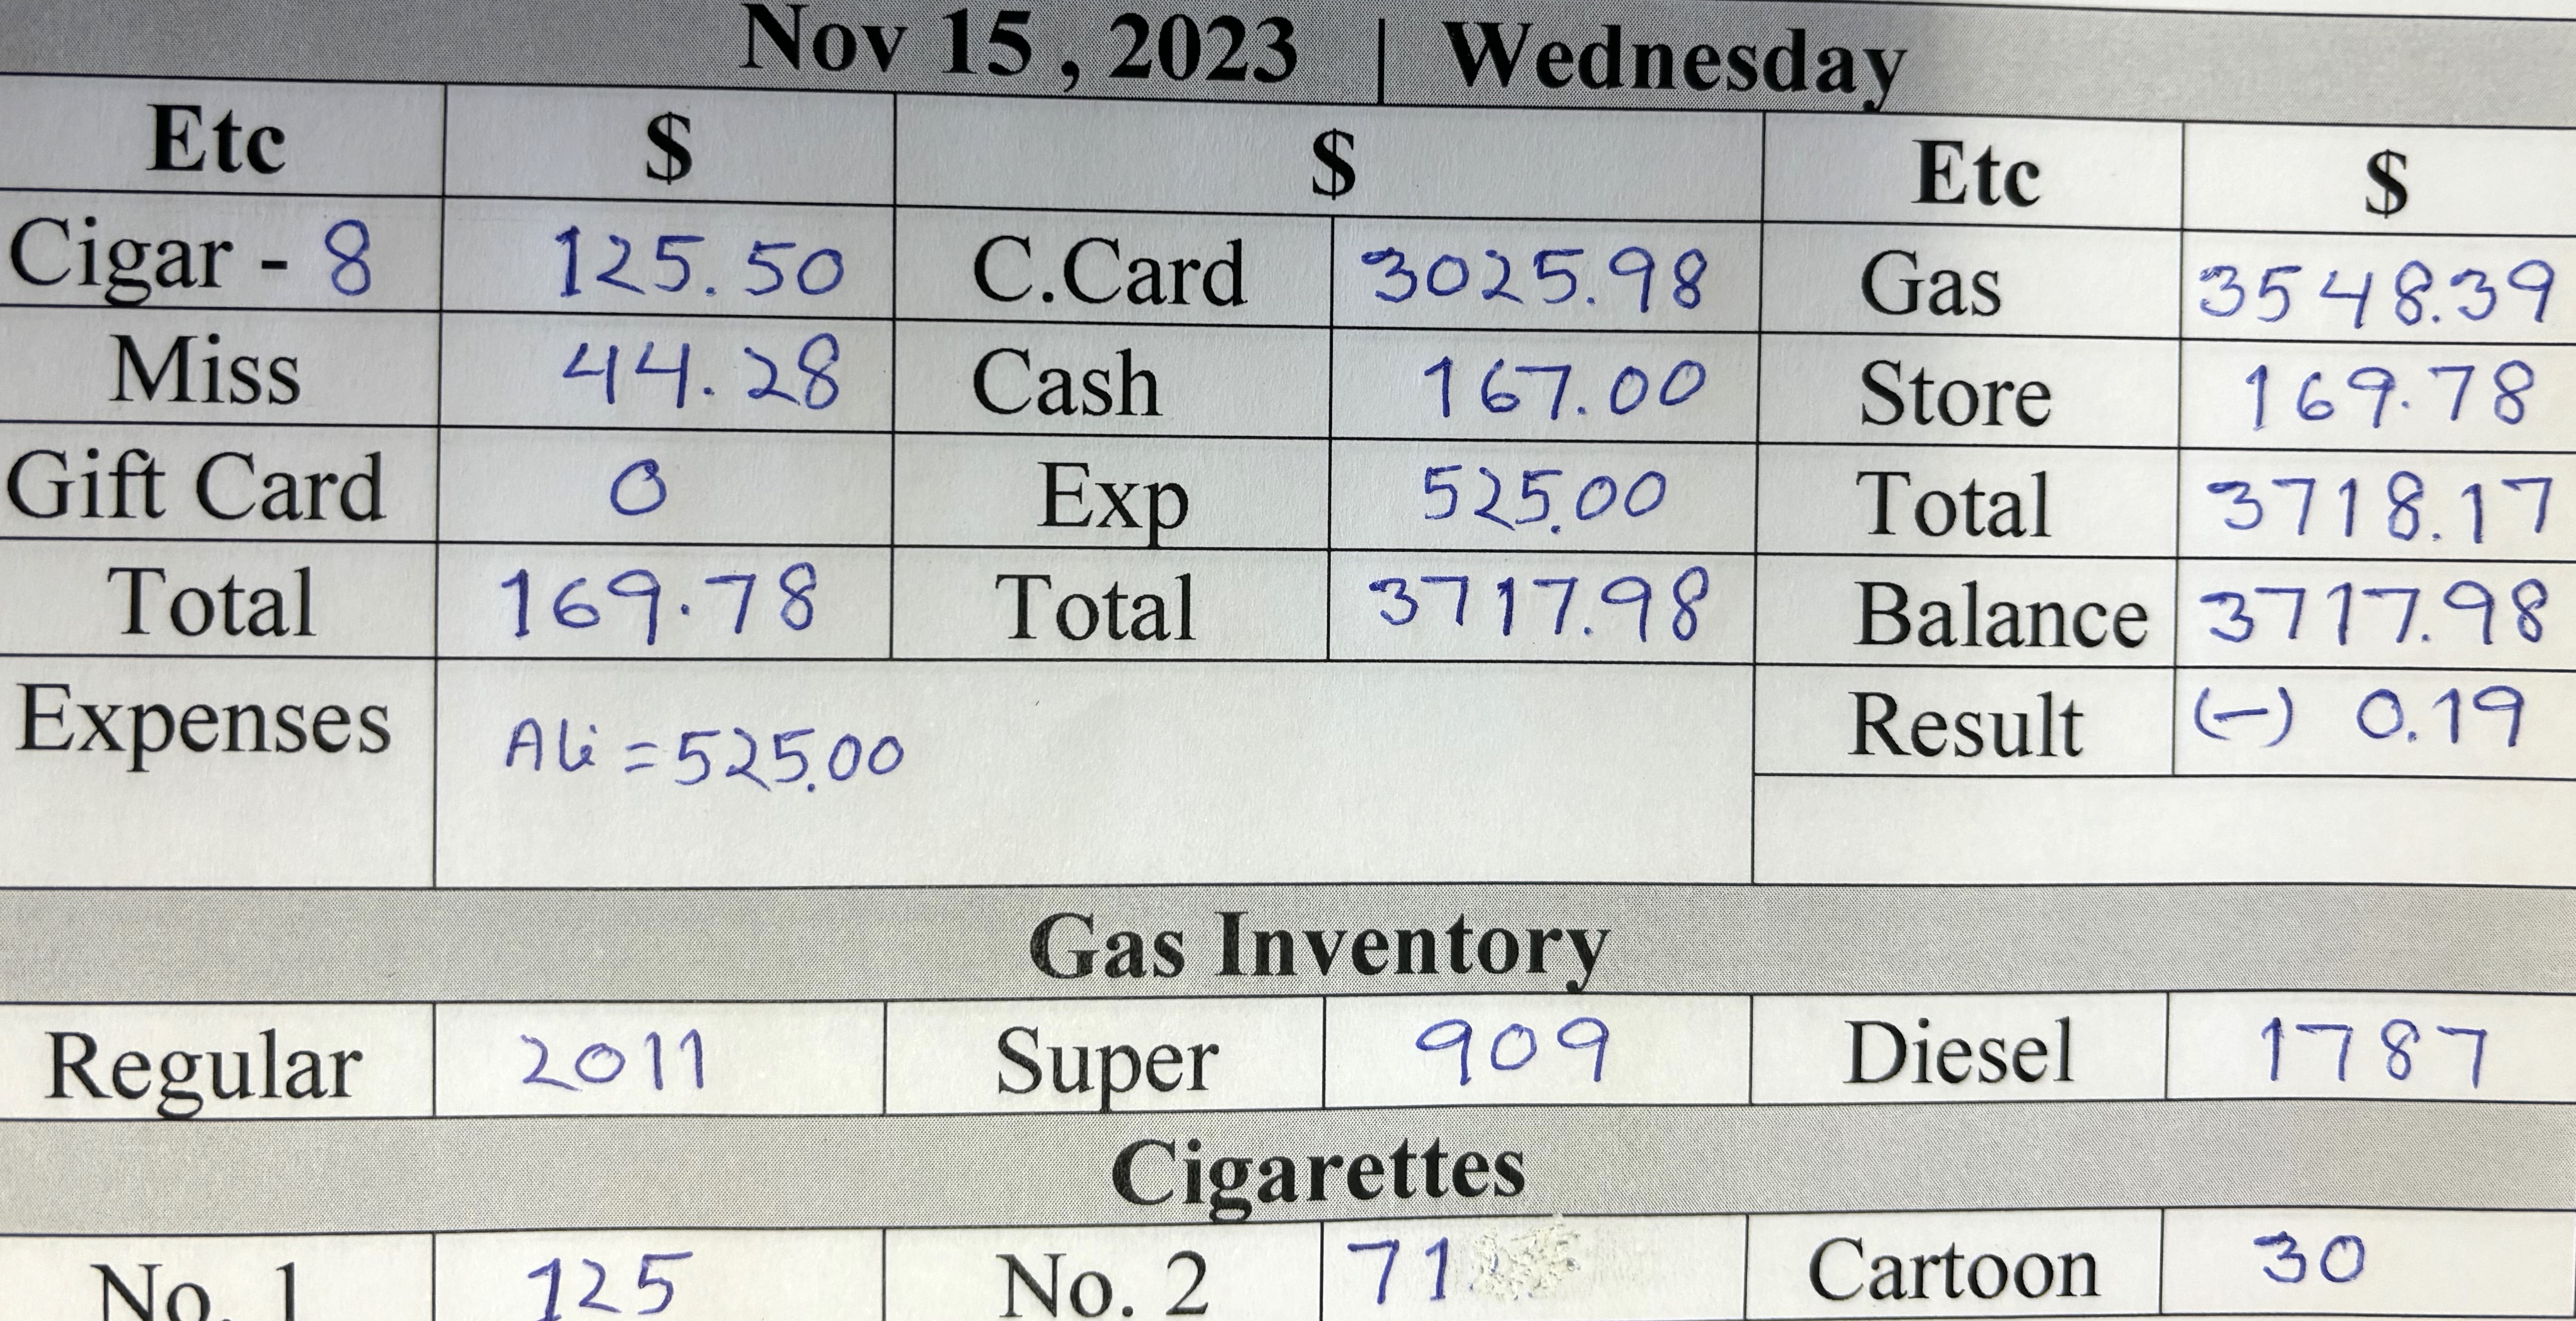 Nov 15 , 2023 | Wednesday
Etc $ $ Etc $
Cigar - 8 125.50 C.Card 3025.98 Gas 3548.39
Miss 44.28 Cash 167.00 Store 169.78
Gift Card 0 Exp 525.00 Total 3718.17
Total 169.78 Total 3717.98 Balance 3717.98
Expenses Ali = 525.00 Result (-) 0.19
Gas Inventory
Regular 2011 Super 909 Diesel 1787
Cigarettes
No. 1 125 No. 2 71 Cartoon 30